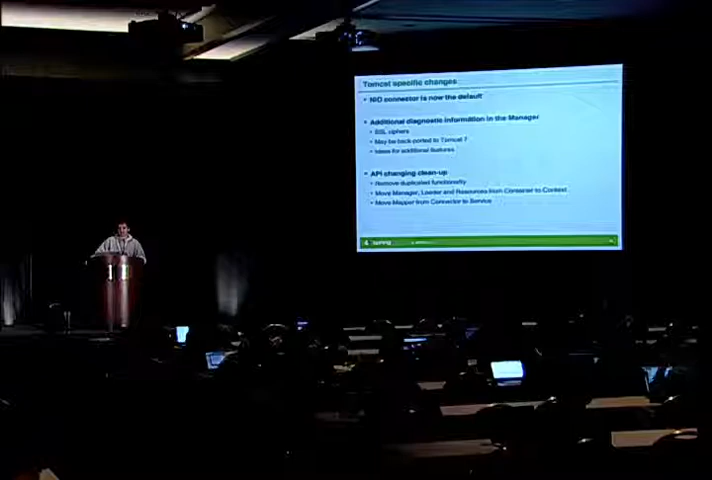 Tomcat specific changes
• NIO connector is now the default
• Additional diagnostic information in the Manager
• SSL ciphers
• May be back ported to Tomcat 7
• Ideas for additional features
• API changing clean-up
• Remove duplicated functionality
• Move Manager, Loader and Resources from Container to Context
• Move Mapper from Connector to Service
spring